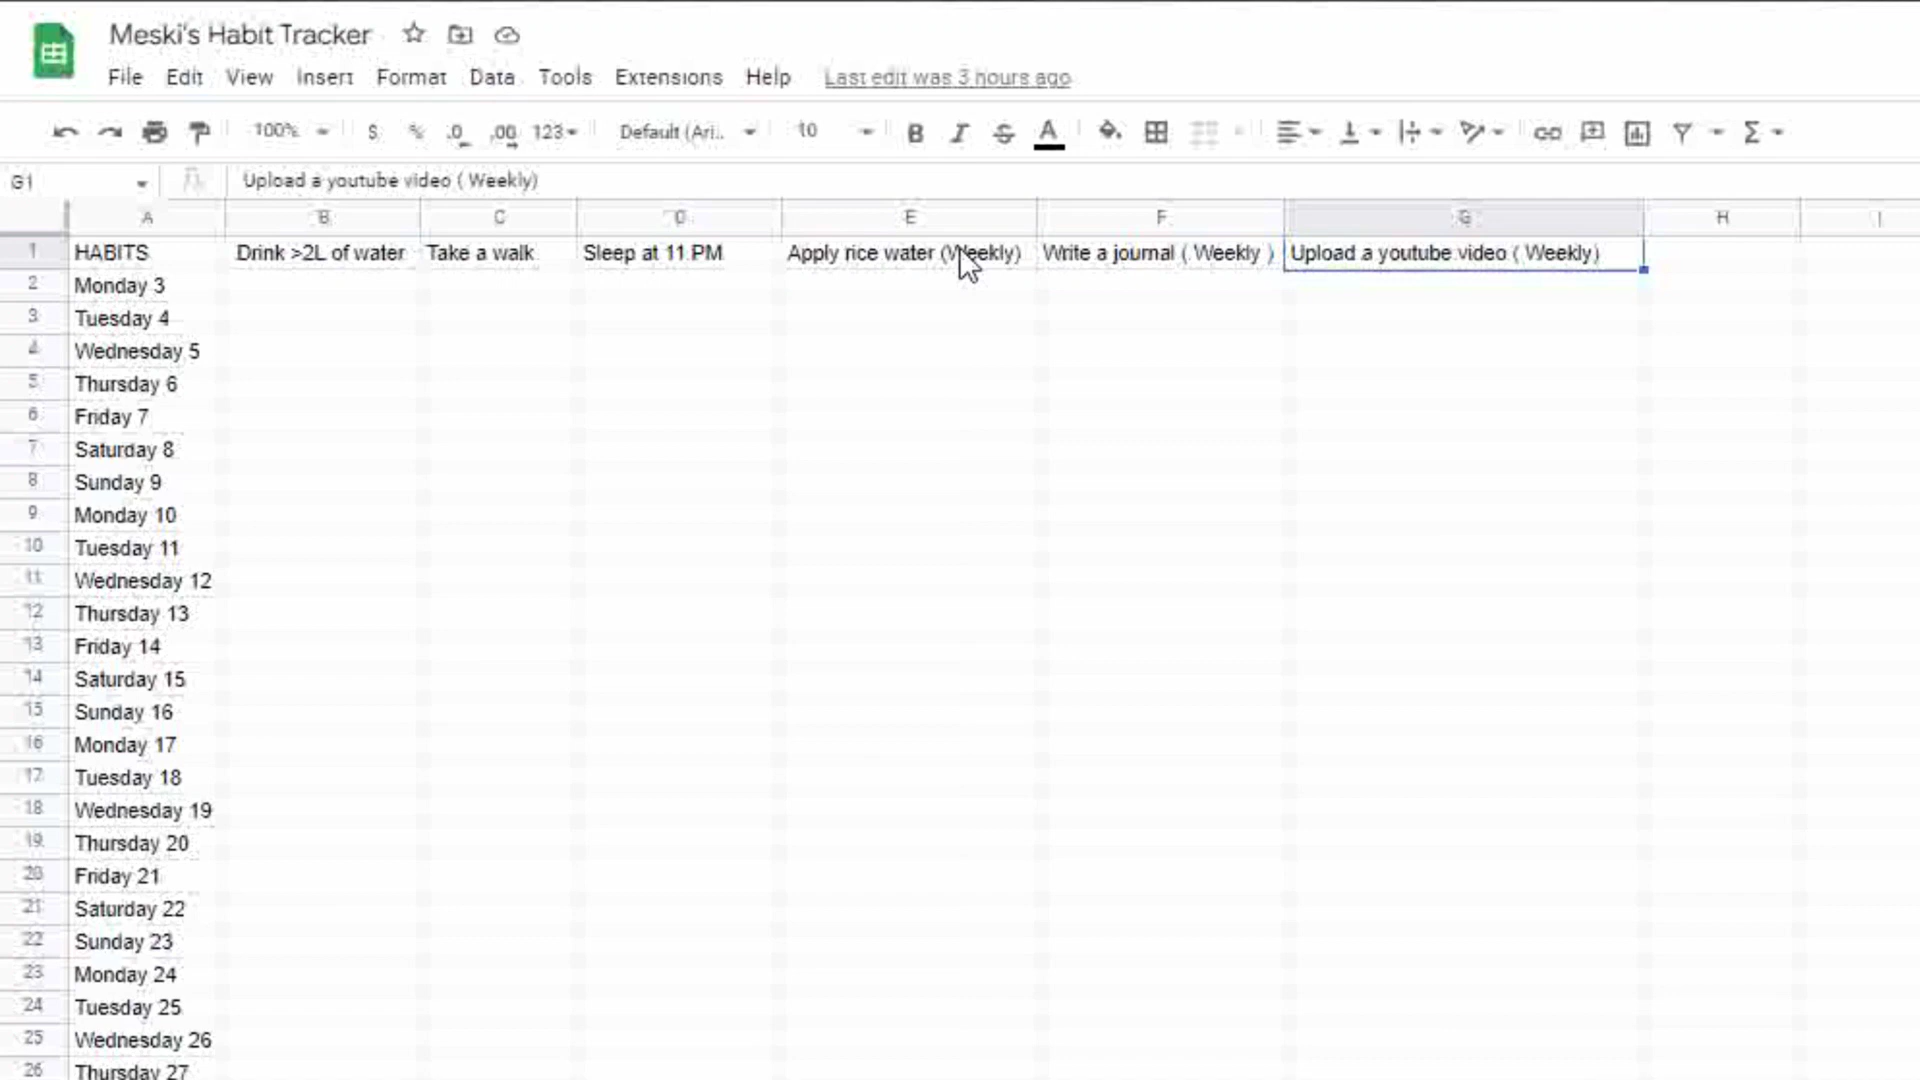 Meski's Habit Tracker
File Edit View Insert Format Data Tools Extensions Help Last edit was 3 hours ago
100% $ % .0 .00 123 Default (Ari... 10 B I S A Σ
G1 fx Upload a youtube video ( Weekly)
A B C D E F G H I
1 HABITS Drink >2L of water Take a walk Sleep at 11 PM Apply rice water (Weekly) Write a journal ( Weekly ) Upload a youtube video ( Weekly)
2 Monday 3
3 Tuesday 4
4 Wednesday 5
5 Thursday 6
6 Friday 7
7 Saturday 8
8 Sunday 9
9 Monday 10
10 Tuesday 11
11 Wednesday 12
12 Thursday 13
13 Friday 14
14 Saturday 15
15 Sunday 16
16 Monday 17
17 Tuesday 18
18 Wednesday 19
19 Thursday 20
20 Friday 21
21 Saturday 22
22 Sunday 23
23 Monday 24
24 Tuesday 25
25 Wednesday 26
26 Thursday 27